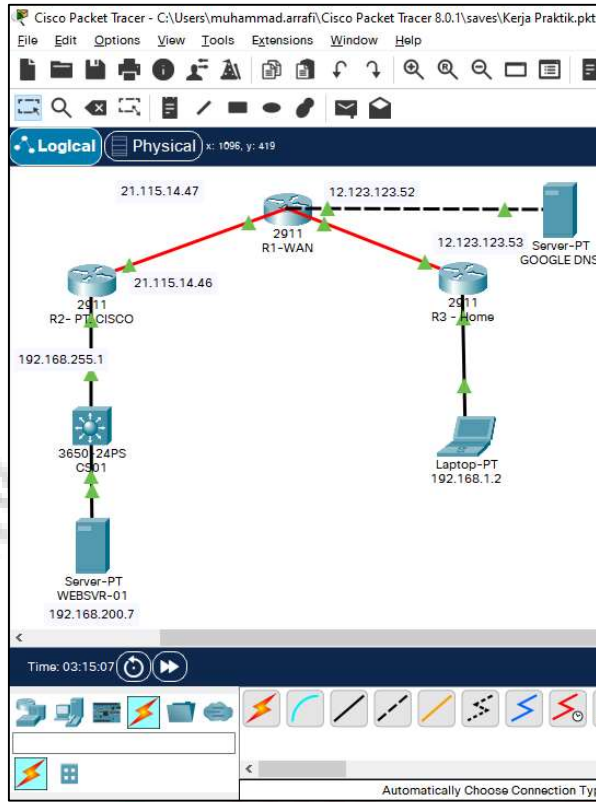 Cisco Packet Tracer - C:\Users\muhammad.arrafi\Cisco Packet Tracer 8.0.1\saves\Kerja Praktik.pkt
File Edit Options View Tools Extensions Window Help
Logical Physical x: 1096, y: 419
21.115.14.47
12.123.123.52
2911
R1-WAN
12.123.123.53
Server-PT
GOOGLE DNS
21.115.14.46
2911
R2- PT. CISCO
2911
R3 - Home
192.168.255.1
3650-24PS
CS01
Laptop-PT
192.168.1.2
Server-PT
WEBSVR-01
192.168.200.7
Time: 03:15:07
Automatically Choose Connection Typ